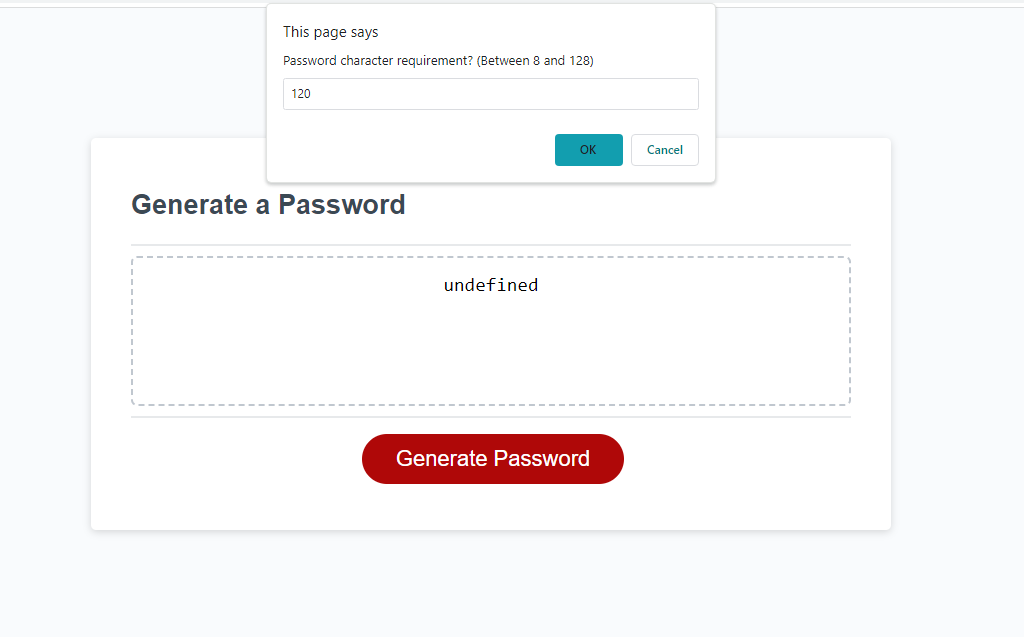 This page says
Password character requirement? (Between 8 and 128)
120
OK
Cancel
Generate a Password
undefined
Generate Password